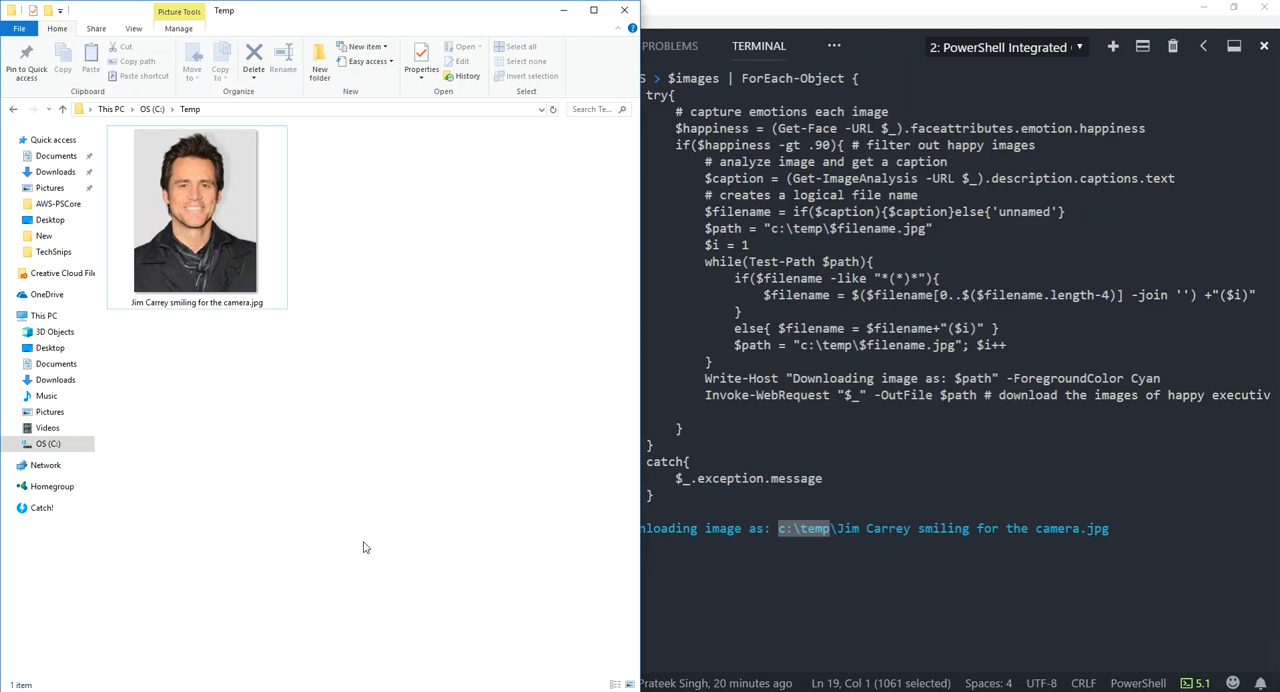 Picture Tools
Temp
File
Home
Share
View
Manage
Pin to Quick access
Copy
Paste
Cut
Copy path
Paste shortcut
Clipboard
Move to
Copy to
Delete
Rename
Organize
New folder
New item
Easy access
New
Properties
Open
Edit
History
Open
Select all
Select none
Invert selection
Select
This PC > OS (C:) > Temp
Search Te...
Quick access
Documents
Downloads
Pictures
AWS-PSCore
Desktop
New
TechSnips
Creative Cloud File
OneDrive
This PC
3D Objects
Desktop
Documents
Downloads
Music
Pictures
Videos
OS (C:)
Network
Homegroup
Catch!
Jim Carrey smiling for the camera.jpg
1 item
PROBLEMS
TERMINAL
···
2: PowerShell Integrated
S > $images | ForEach-Object {
try{
# capture emotions each image
$happiness = (Get-Face -URL $_).faceattributes.emotion.happiness
if($happiness -gt .90){ # filter out happy images
# analyze image and get a caption
$caption = (Get-ImageAnalysis -URL $_).description.captions.text
# creates a logical file name
$filename = if($caption){$caption}else{'unnamed'}
$path = "c:\temp\$filename.jpg"
$i = 1
while(Test-Path $path){
if($filename -like "*(*)*"){
$filename = $($filename[0..$($filename.length-4)] -join '') +"($i)"
}
else{ $filename = $filename+"($i)" }
$path = "c:\temp\$filename.jpg"; $i++
}
Write-Host "Downloading image as: $path" -ForegroundColor Cyan
Invoke-WebRequest "$_" -OutFile $path # download the images of happy executiv
}
}
catch{
$_.exception.message
}
nloading image as: c:\temp\Jim Carrey smiling for the camera.jpg
Prateek Singh, 20 minutes ago
Ln 19, Col 1 (1061 selected)
Spaces: 4
UTF-8
CRLF
PowerShell
5.1